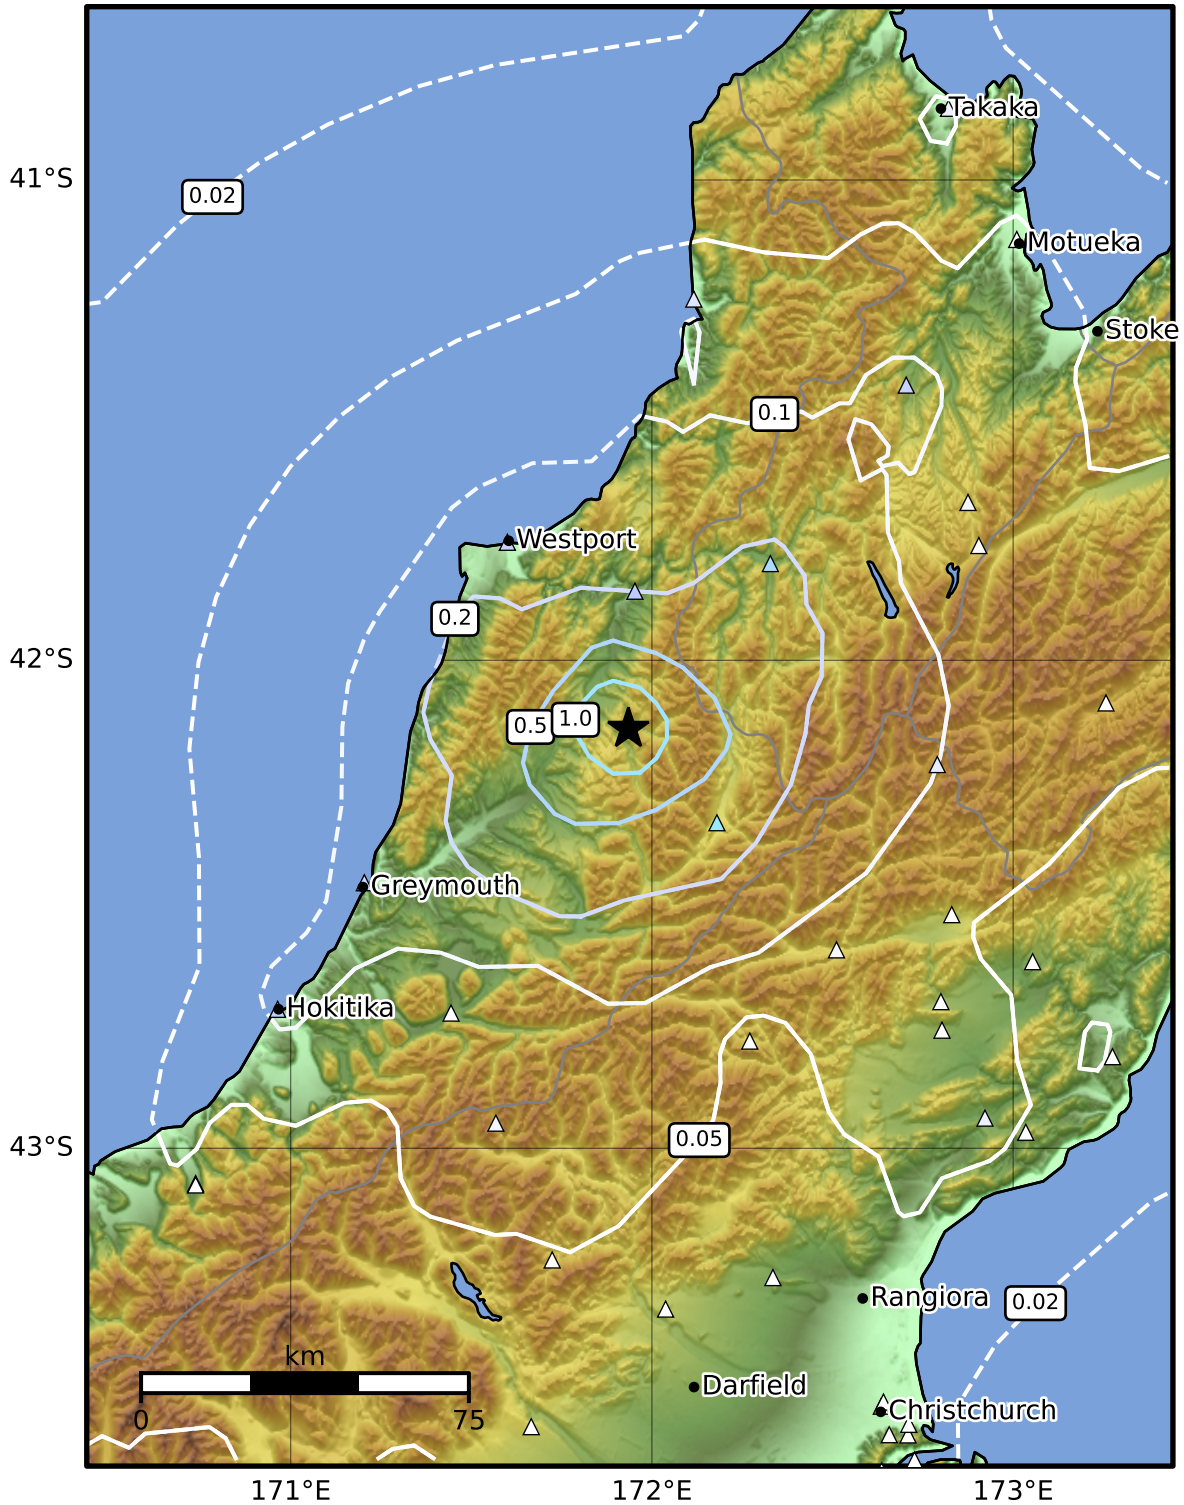 Takaka
41°S
0.02
Motueka
Stoke
0.1
Westport
0.2
42°S
0.5
1.0
Greymouth
Hokitika
0.05
43°S
Rangiora
0.02
km
Darfield
0
75
Christchurch
171°E
172°E
173°E